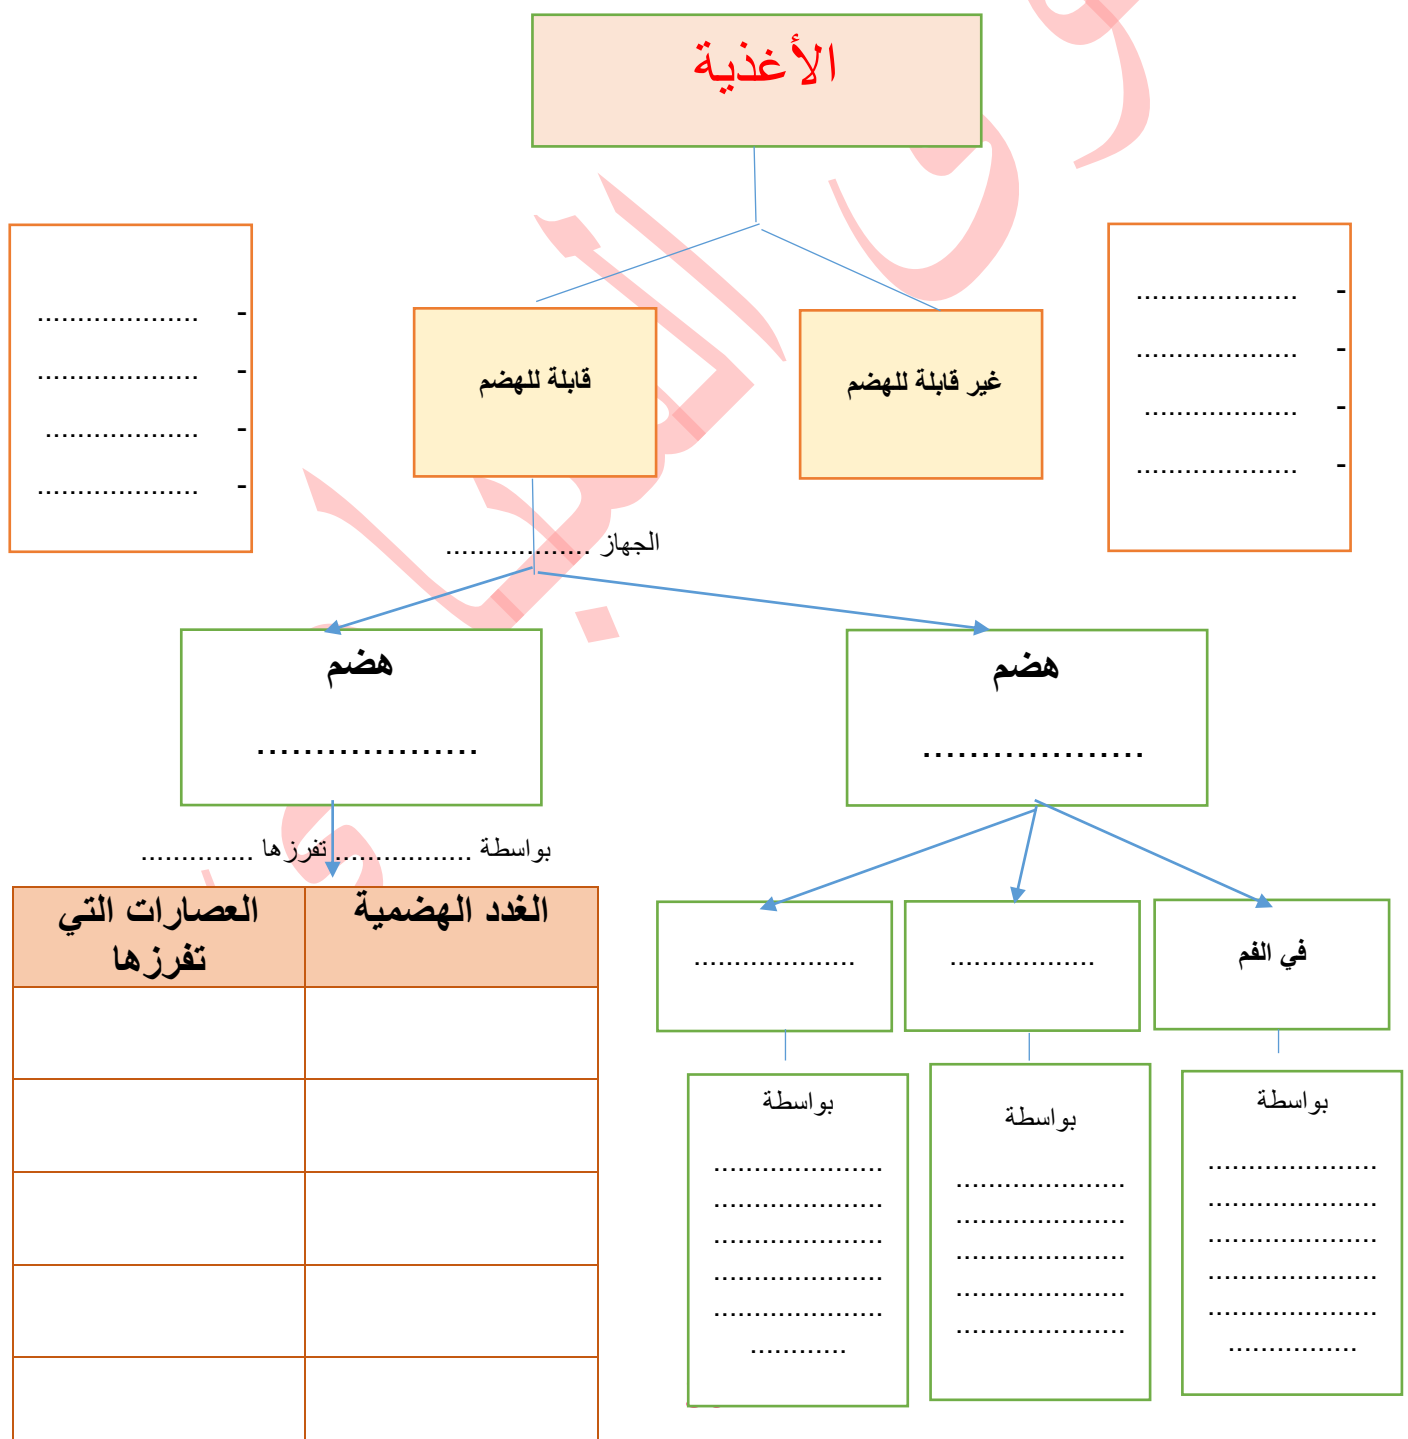 الأغذية
- ....................
- ....................
- ...................
- ....................
غير قابلة للهضم
قابلة للهضم
- ....................
- ....................
- ...................
- ....................
الجهاز ..................
هضم
...................
هضم
...................
بواسطة ................. تفرزها ..............
الغدد الهضمية
العصارات التي
تفرزها
في الفم
..................
....................
بواسطة
.....................
.....................
.....................
.....................
.....................
................
بواسطة
.....................
.....................
.....................
.....................
.....................
بواسطة
.....................
.....................
.....................
.....................
.....................
............